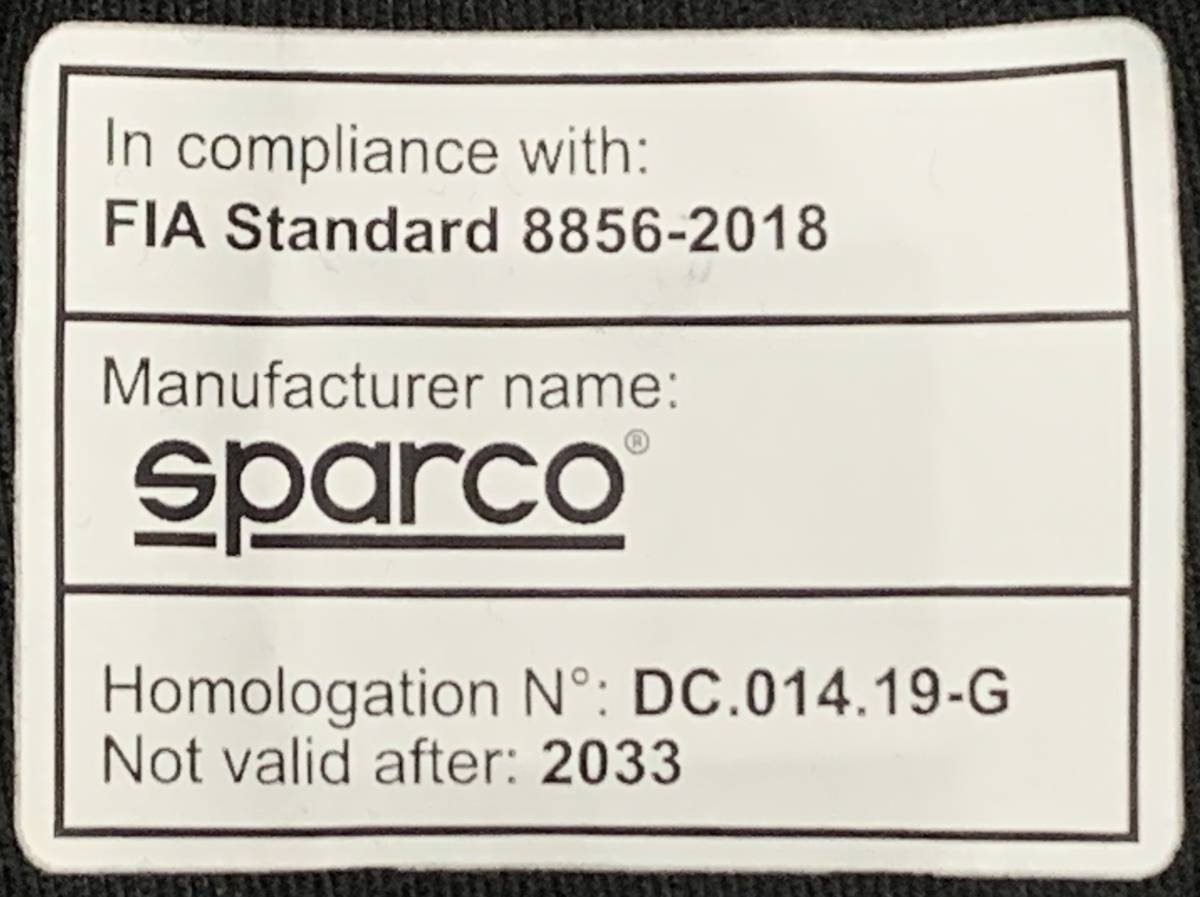 In compliance with:
FIA Standard 8856-2018
Manufacturer name:
sparco®
Homologation N°: DC.014.19-G
Not valid after: 2033